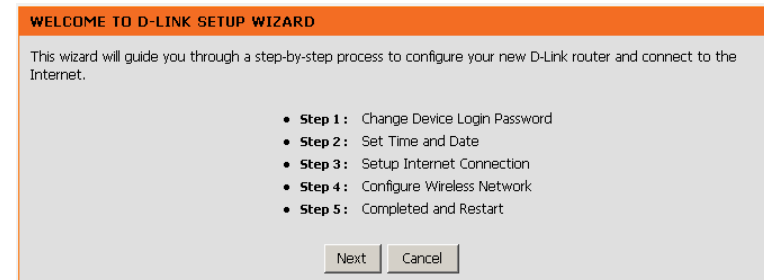 WELCOME TO D-LINK SETUP WIZARD
This wizard will guide you through a step-by-step process to configure your new D-Link router and connect to the
Internet.
• Step 1: Change Device Login Password
• Step 2: Set Time and Date
• Step 3: Setup Internet Connection
• Step 4: Configure Wireless Network
• Step 5: Completed and Restart
Next Cancel